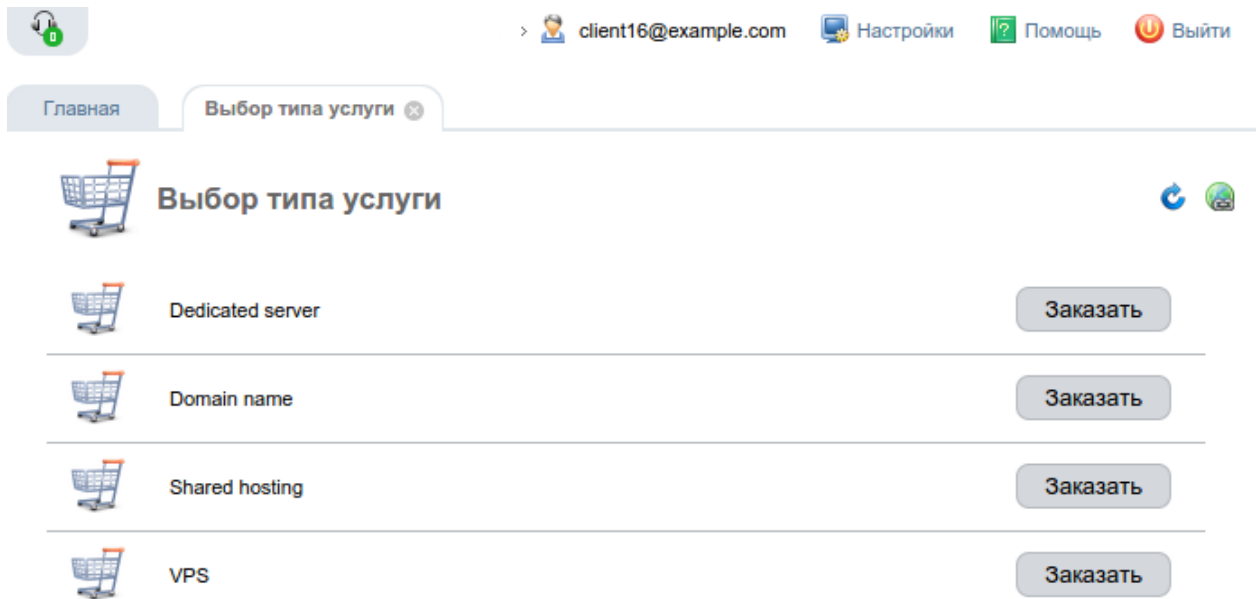 client16@example.com Настройки Помощь Выйти
Главная Выбор типа услуги
Выбор типа услуги
Dedicated server Заказать
Domain name Заказать
Shared hosting Заказать
VPS Заказать